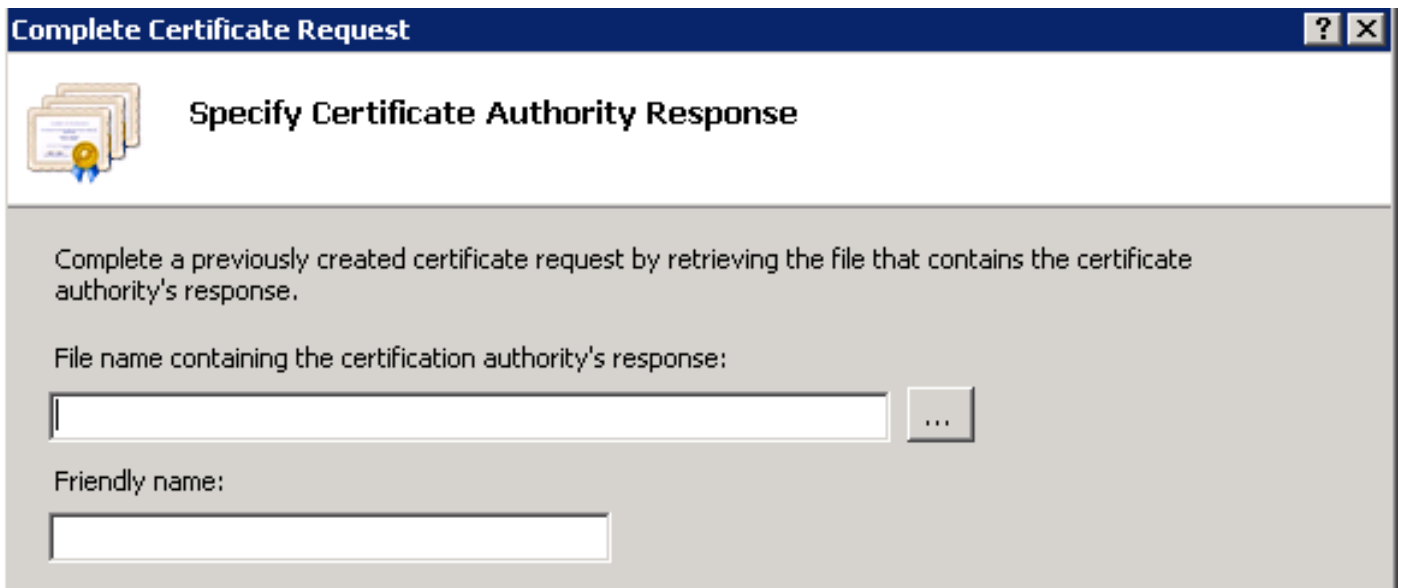 Complete Certificate Request
Specify Certificate Authority Response
Complete a previously created certificate request by retrieving the file that contains the certificate
authority's response.
File name containing the certification authority's response:
...
Friendly name: